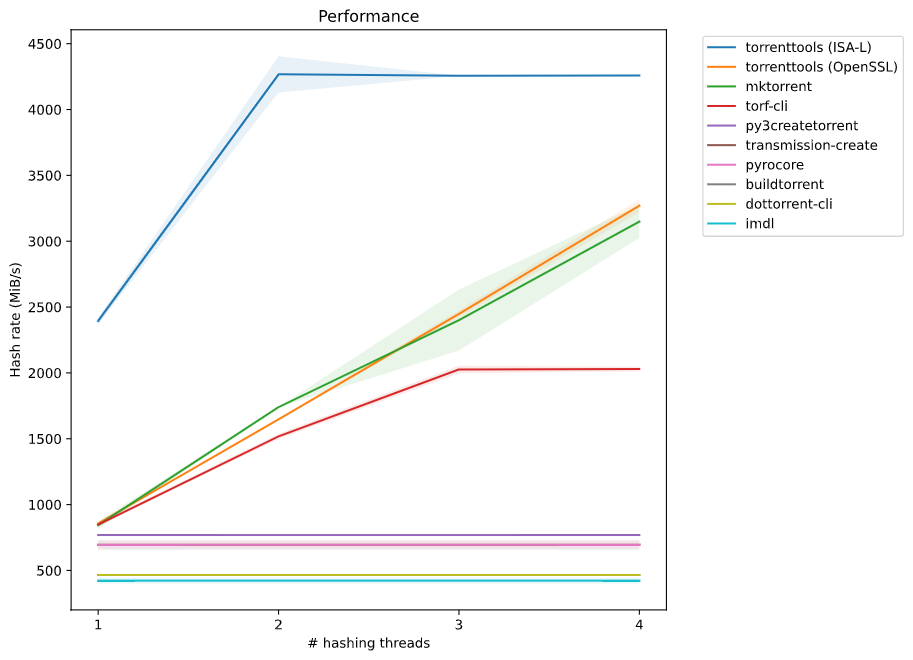 Performance
Hash rate (MiB/s)
4500
4000
3500
3000
2500
2000
1500
1000
500
1 2 3 4
# hashing threads
torrenttools (ISA-L)
torrenttools (OpenSSL)
mktorrent
torf-cli
py3createtorrent
transmission-create
pyrocore
buildtorrent
dottorrent-cli
imdl